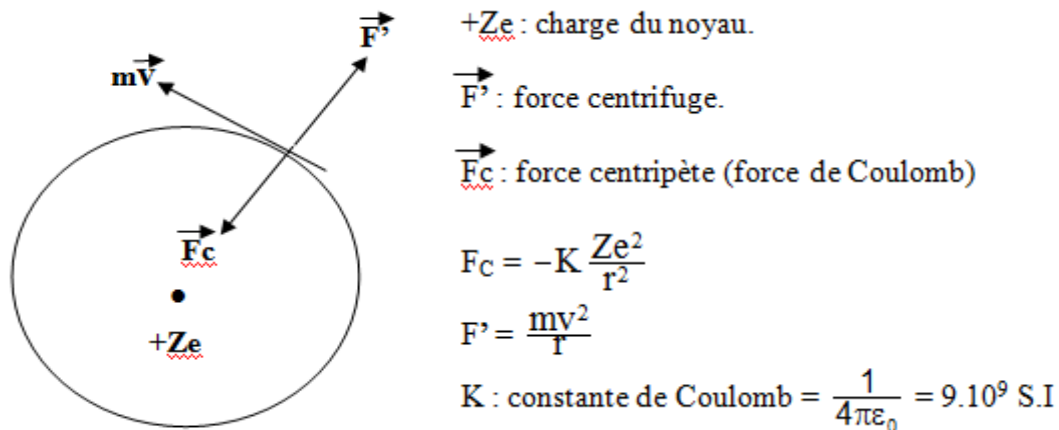 F’
mV
Fc
+Ze
+Ze : charge du noyau.
F’ : force centrifuge.
Fc : force centripète (force de Coulomb)
F_C = −K Ze²/r²
F’ = mv²/r
K : constante de Coulomb = 1/4πε₀ = 9.10⁹ S.I